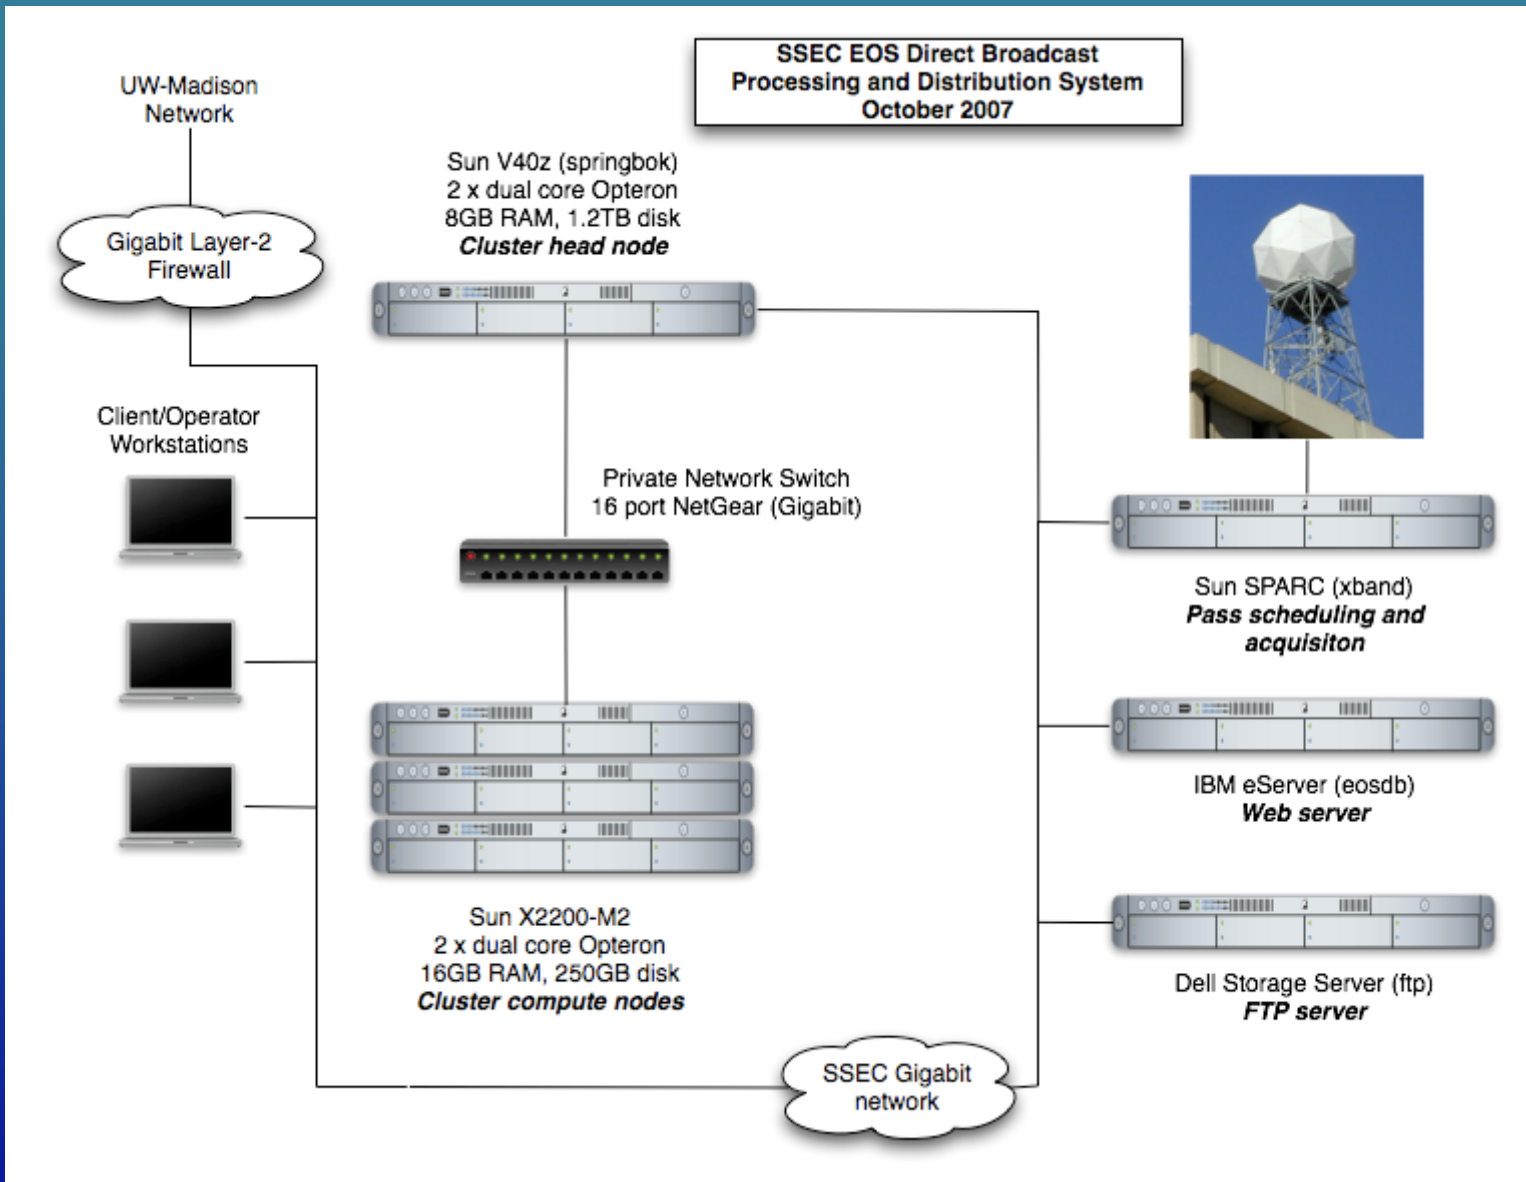 SSEC EOS Direct Broadcast
Processing and Distribution System
October 2007
UW-Madison
Network
Gigabit Layer-2
Firewall
Sun V40z (springbok)
2 x dual core Opteron
8GB RAM, 1.2TB disk
Cluster head node
Client/Operator
Workstations
Private Network Switch
16 port NetGear (Gigabit)
Sun SPARC (xband)
Pass scheduling and
acquisiton
IBM eServer (eosdb)
Web server
Sun X2200-M2
2 x dual core Opteron
16GB RAM, 250GB disk
Cluster compute nodes
Dell Storage Server (ftp)
FTP server
SSEC Gigabit
network